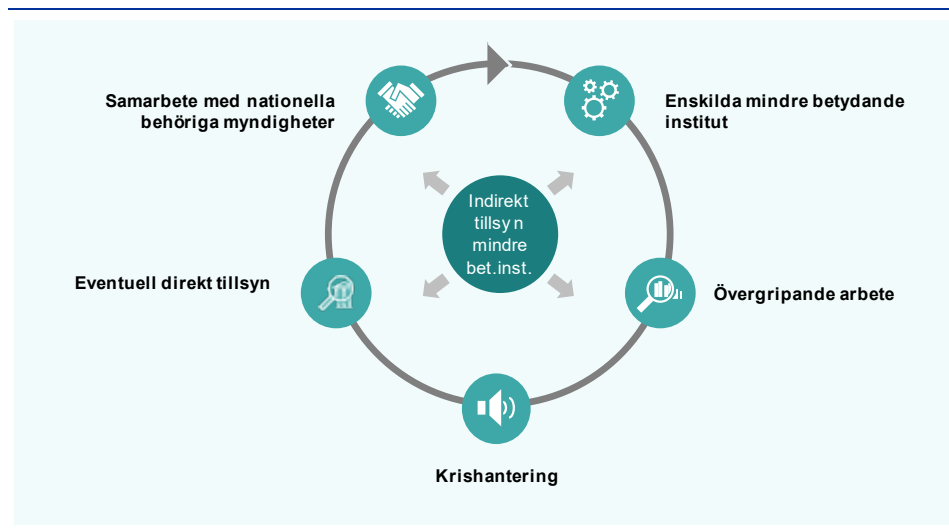 Samarbete med nationella
behöriga myndigheter
Enskilda mindre betydande
institut
Indirekt
tillsyn
mindre
bet.inst.
Eventuell direkt tillsyn
Övergripande arbete
Krishantering